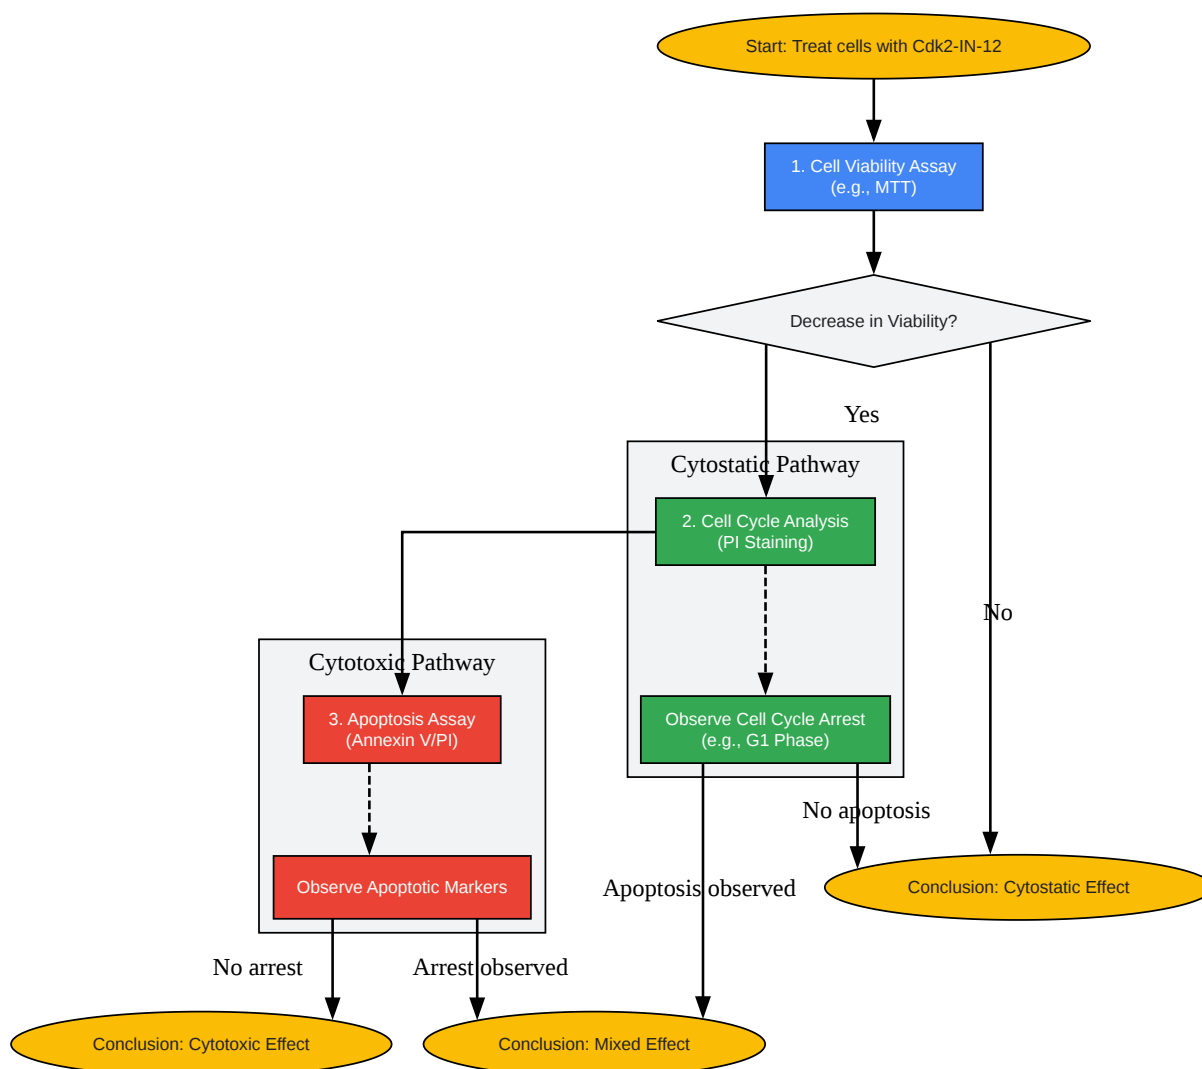 Start: Treat cells with Cdk2-IN-12
1. Cell Viability Assay
(e.g., MTT)
Decrease in Viability?
Yes
Cytostatic Pathway
2. Cell Cycle Analysis
(PI Staining)
No
Cytotoxic Pathway
3. Apoptosis Assay
(Annexin V/PI)
Observe Cell Cycle Arrest
(e.g., G1 Phase)
No apoptosis
Observe Apoptotic Markers
Apoptosis observed
Conclusion: Cytostatic Effect
No arrest
Arrest observed
Conclusion: Cytotoxic Effect
Conclusion: Mixed Effect